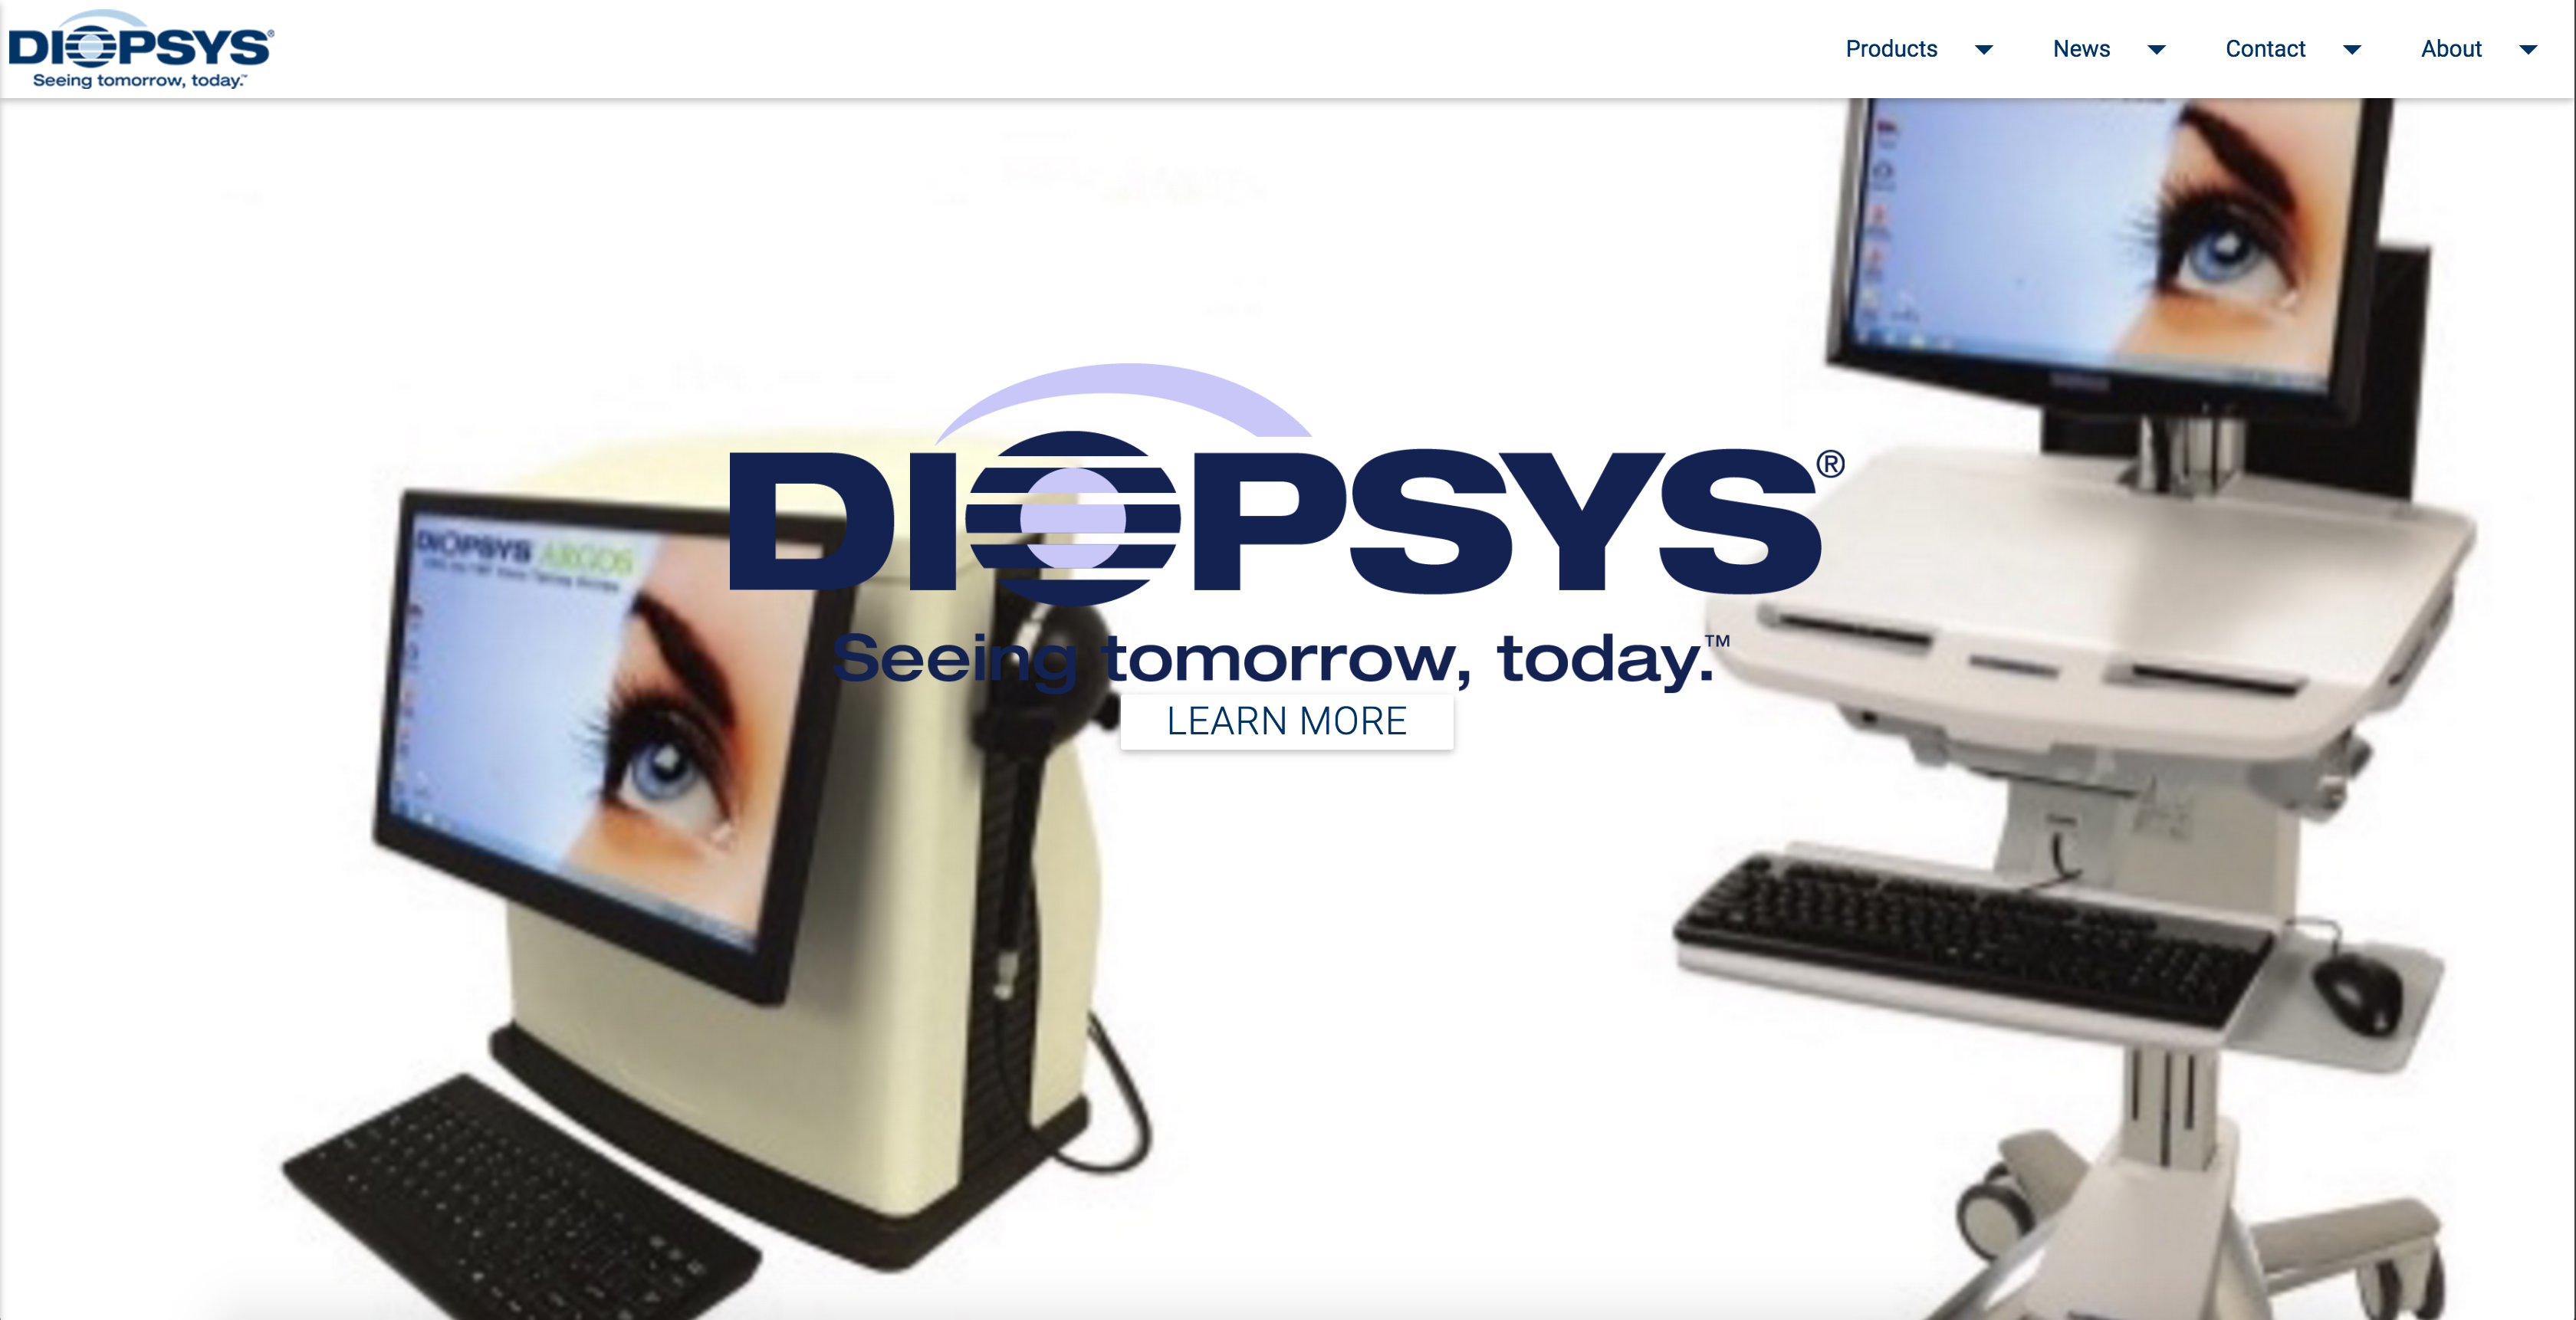 DIOPSYS®
Seeing tomorrow, today.™
Products
News
Contact
About
DIOPSYS®
Seeing tomorrow, today.™
LEARN MORE
DIOPSYS ARGOS